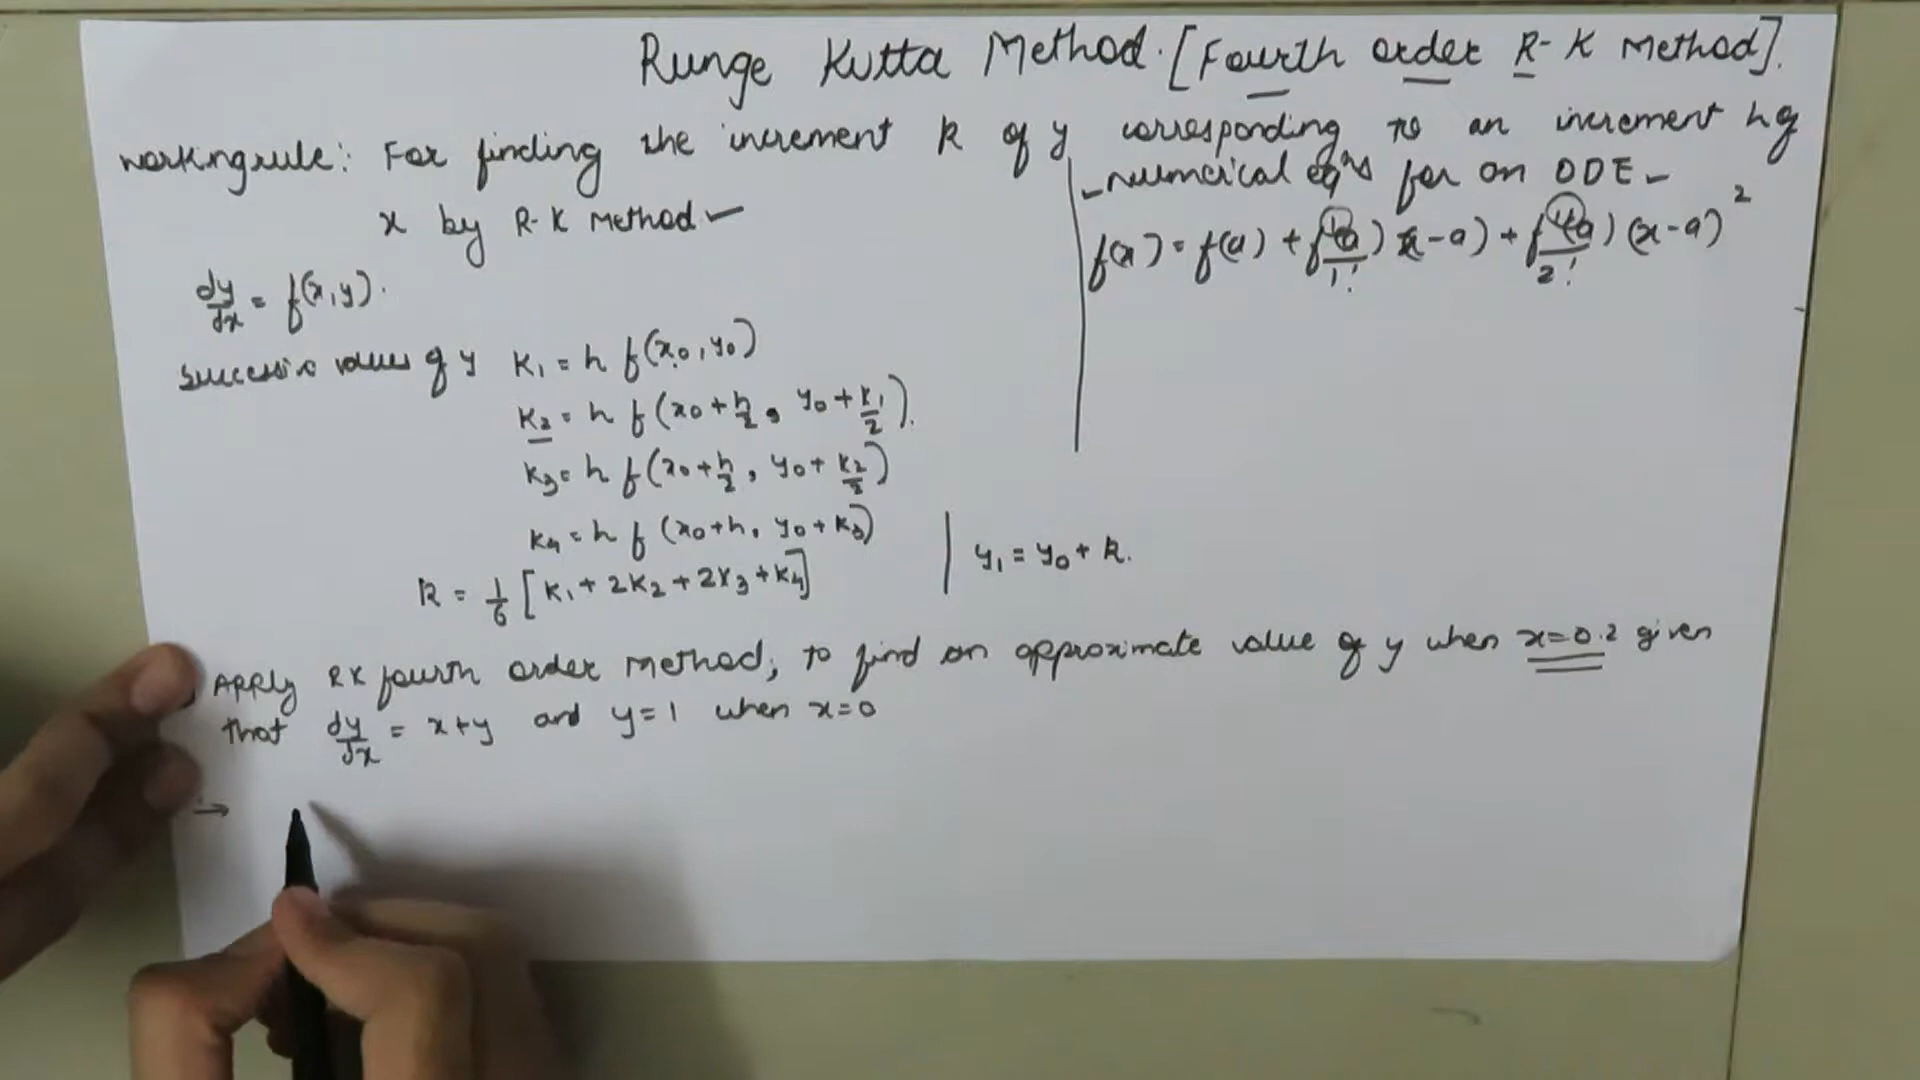 Runge Kutta Method. [Fourth order R-K Method].
Working rule: For finding the increment k of y corresponding to an increment h of
x by R-K Method
- numerical eqns for an ODE -
f(x) = f(a) + f'(a)/1! (x-a) + f''(a)/2! (x-a)²
dy/dx = f(x,y).
Successive values of y K₁ = h f(x₀, y₀)
K₂ = h f(x₀+h/2, y₀+K₁/2).
K₃ = h f(x₀+h/2, y₀+K₂/2)
K₄ = h f(x₀+h, y₀+K₃)
k = 1/6 [K₁+2K₂+2K₃+K₄]
y₁ = y₀ + k.
Apply RK fourth order method, to find an approximate value of y when x=0.2 given
that dy/dx = x+y and y=1 when x=0
→